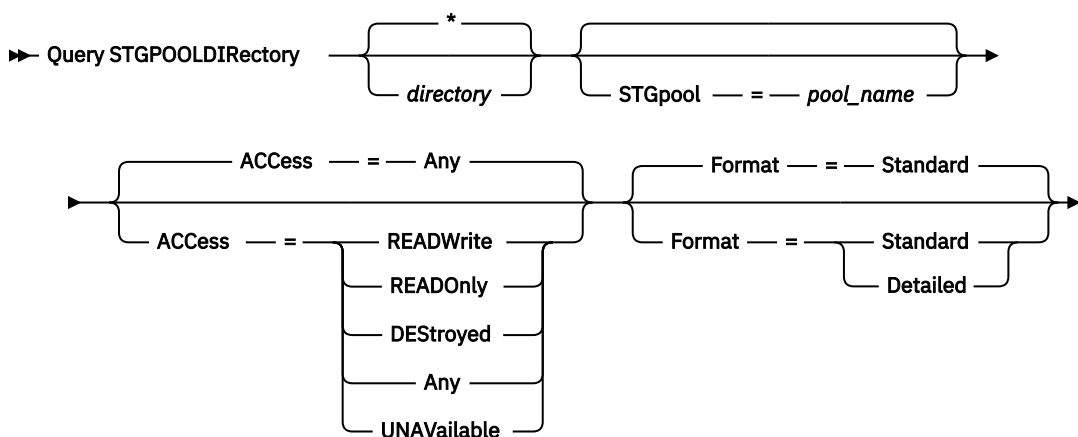 *
Query STGPOOLDIRectory
directory
STGpool = pool_name
ACCess = Any
Format = Standard
ACCess = READWrite
Format = Standard
READOnly
Detailed
DEStroyed
Any
UNAVailable